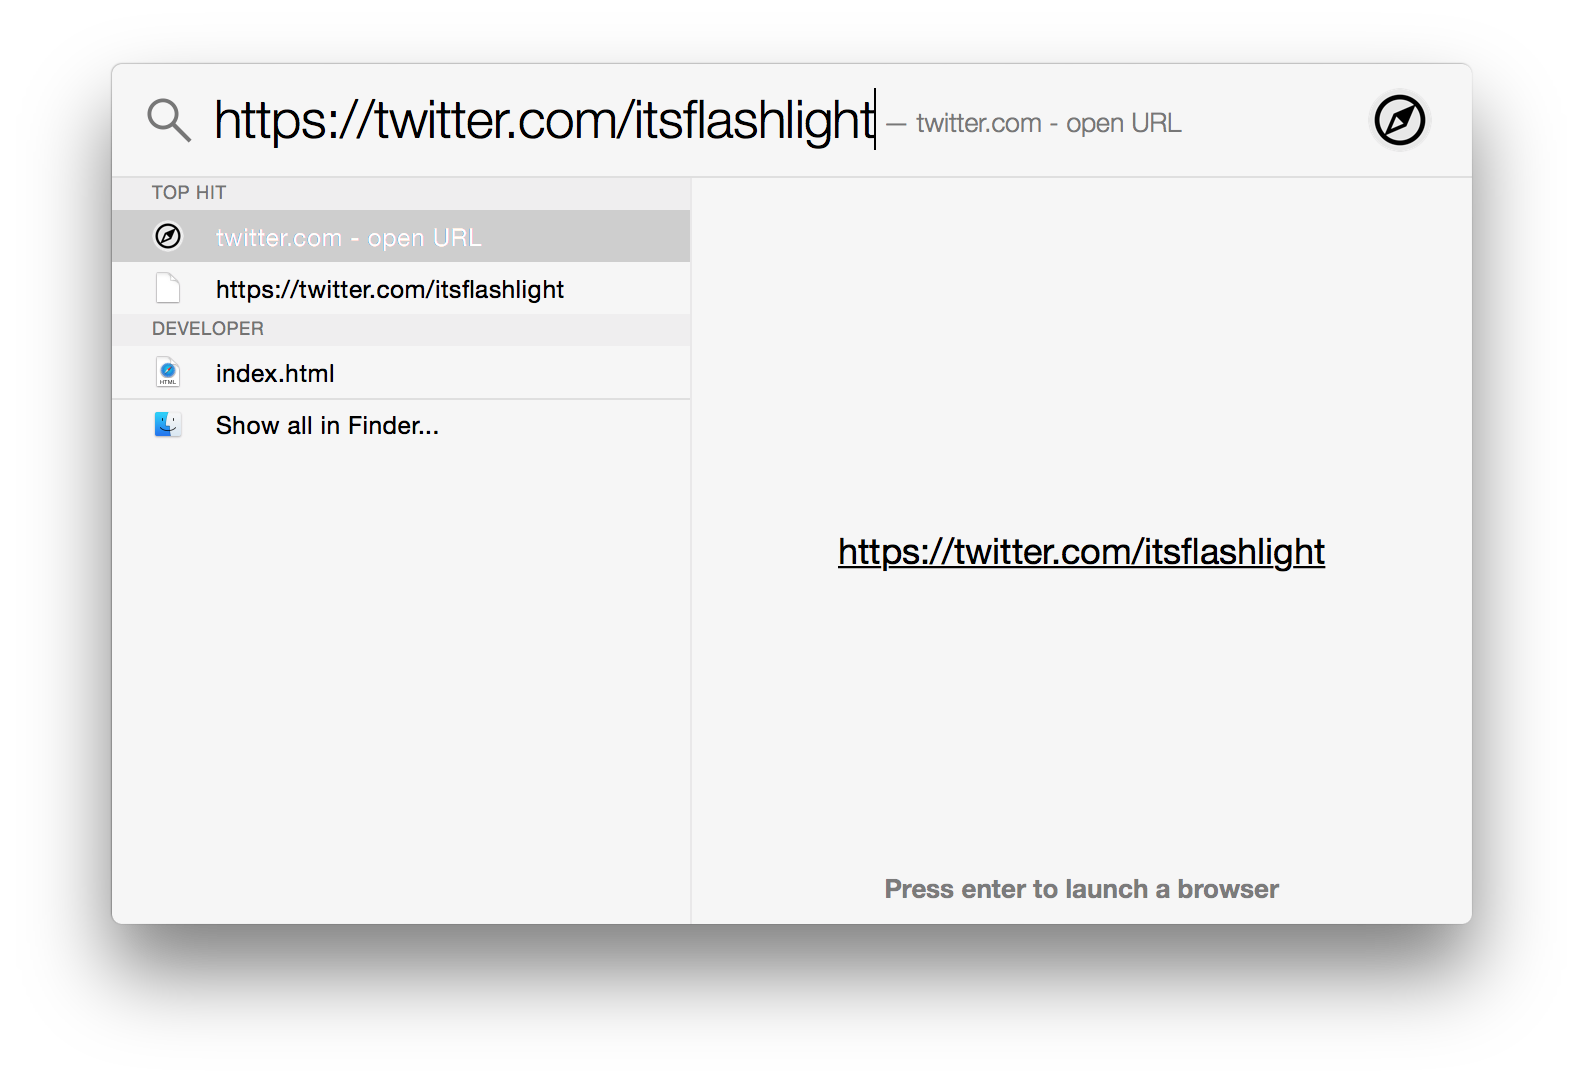 https://twitter.com/itsflashlight — twitter.com - open URL
TOP HIT
twitter.com - open URL
https://twitter.com/itsflashlight
DEVELOPER
HTML
index.html
Show all in Finder...
https://twitter.com/itsflashlight
Press enter to launch a browser